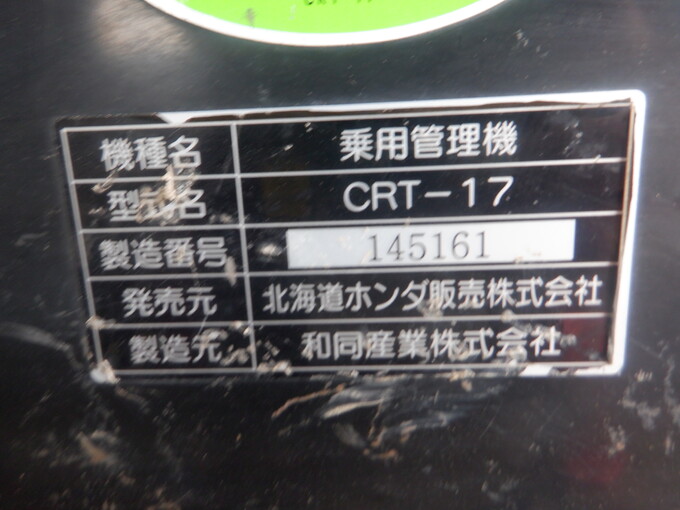 機種名 乗用管理機
型式名 CRT-17
製造番号 145161
発売元 北海道ホンダ販売株式会社
製造元 和同産業株式会社